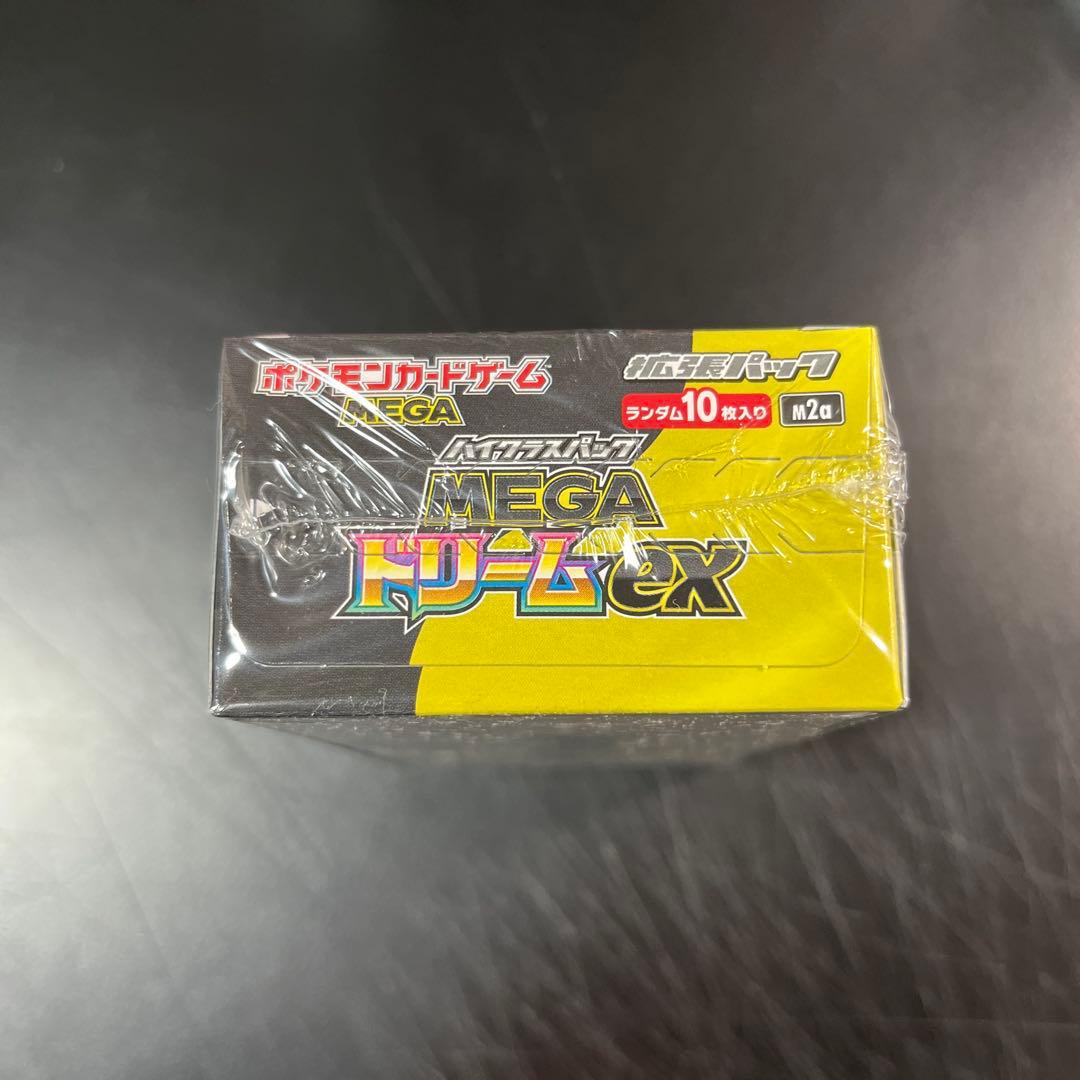 ポケモンカードゲーム
MEGA
拡張パック
ランダム10枚入り
M2a
ハイクラスパック
MEGA
ドリームex